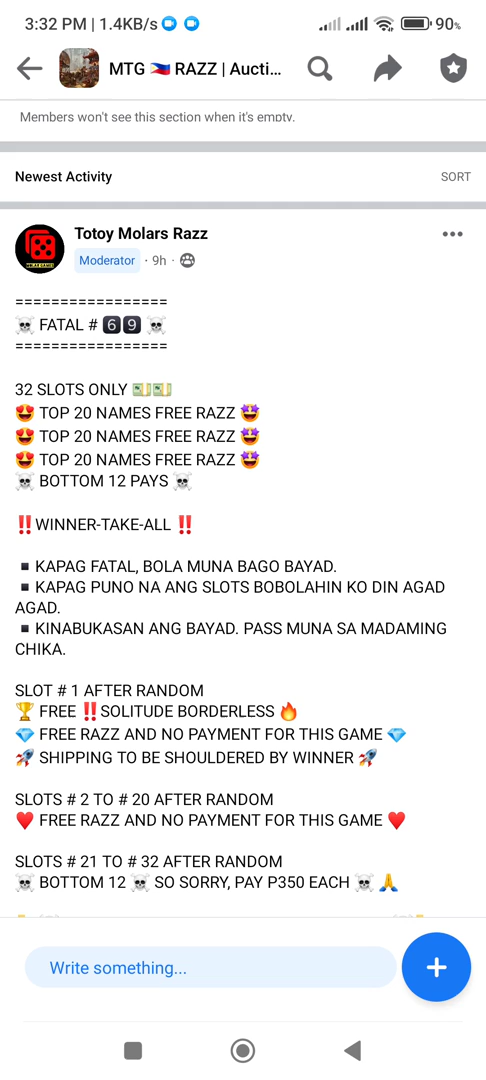 3:32 PM | 1.4KB/s
90%
MTG 🇵🇭 RAZZ | Aucti...
Members won't see this section when it's empty.
Newest Activity
SORT
Totoy Molars Razz
Moderator · 9h ·
=================
☠️ FATAL # 6️⃣9️⃣ ☠️
=================
32 SLOTS ONLY 💵💵
😍 TOP 20 NAMES FREE RAZZ 🤩
😍 TOP 20 NAMES FREE RAZZ 🤩
😍 TOP 20 NAMES FREE RAZZ 🤩
☠️ BOTTOM 12 PAYS ☠️
‼️WINNER-TAKE-ALL ‼️
▪️KAPAG FATAL, BOLA MUNA BAGO BAYAD.
▪️KAPAG PUNO NA ANG SLOTS BOBOLAHIN KO DIN AGAD
AGAD.
▪️KINABUKASAN ANG BAYAD. PASS MUNA SA MADAMING
CHIKA.
SLOT # 1 AFTER RANDOM
🏆 FREE ‼️SOLITUDE BORDERLESS 🔥
💎 FREE RAZZ AND NO PAYMENT FOR THIS GAME 💎
🚀 SHIPPING TO BE SHOULDERED BY WINNER 🚀
SLOTS # 2 TO # 20 AFTER RANDOM
♥️ FREE RAZZ AND NO PAYMENT FOR THIS GAME ♥️
SLOTS # 21 TO # 32 AFTER RANDOM
☠️ BOTTOM 12 ☠️ SO SORRY, PAY P350 EACH ☠️ 🙏
Write something...